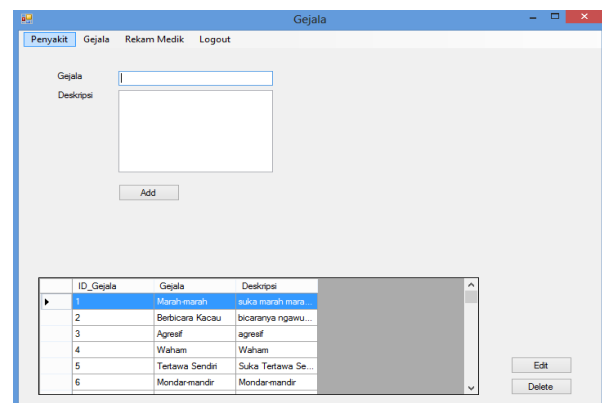 Gejala
Penyakit Gejala Rekam Medik Logout
Gejala
Deskripsi
Add
ID_Gejala Gejala Deskripsi
1 Marah-marah suka marah mara...
2 Berbicara Kacau bicaranya ngawu...
3 Agresif agresif
4 Waham Waham
5 Tertawa Sendiri Suka Tertawa Se...
6 Mondar-mandir Mondar-mandir
Edit
Delete